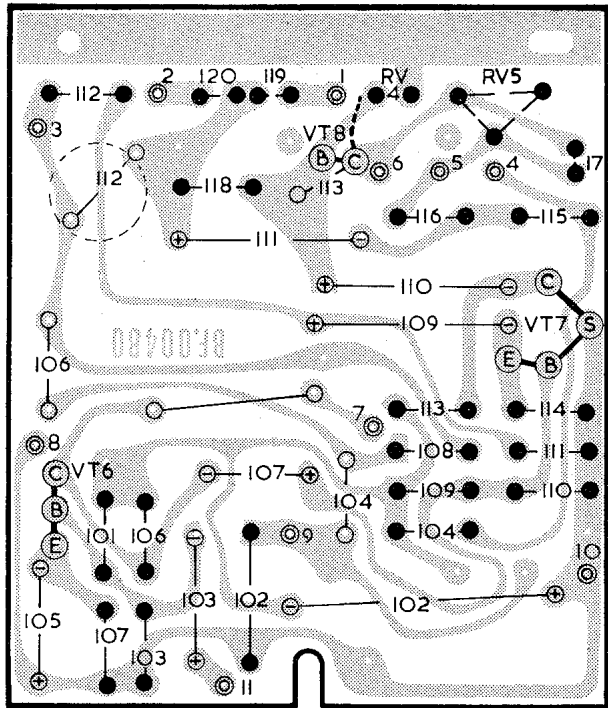 2 120 119 1 RV RV5
112 4
3 VT8
B C 6 5 4 117
112 118 113
116 115
+ 111 −
+ 110 − C
+ 109 − VT7 S
106 BF00480
E B
7 113 114
8 108 111
C VT6 − 107 +
B 104 109 110
E 101 106 − 9 104
− 10
105 103 102 − 102 +
107 103
+ + 11